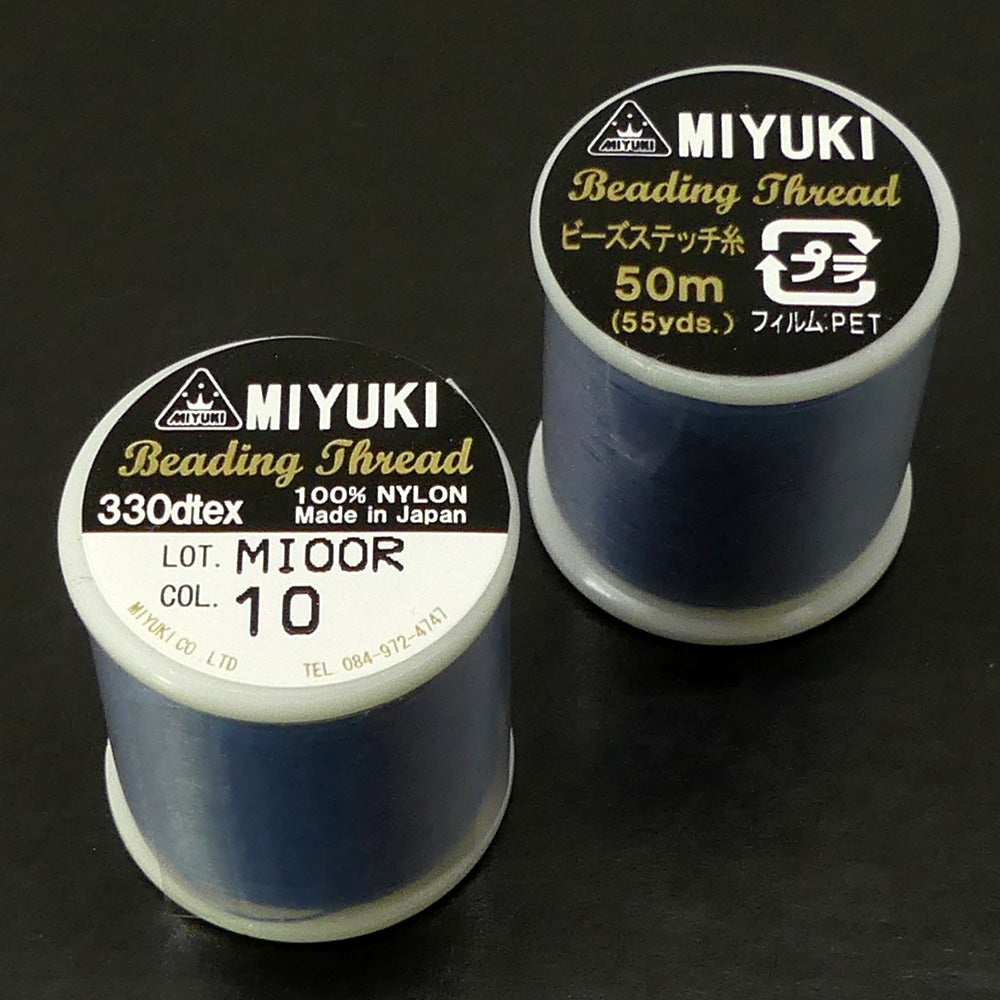 MIYUKI
MIYUKI
Beading Thread
ビーズステッチ糸
プラ
50m
(55yds.)
フィルム:PET
MIYUKI
MIYUKI
Beading Thread
330dtex
100% NYLON
Made in Japan
LOT. MIOOR
COL. 10
MIYUKI CO. LTD
TEL 084-972-4747